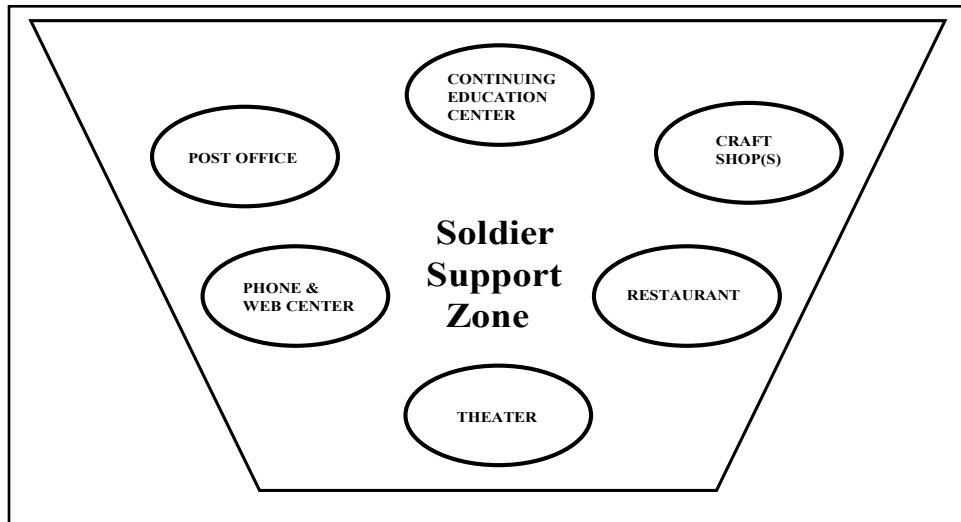 CONTINUING
EDUCATION
CENTER
POST OFFICE
CRAFT
SHOP(S)
Soldier
Support
Zone
PHONE &
WEB CENTER
RESTAURANT
THEATER